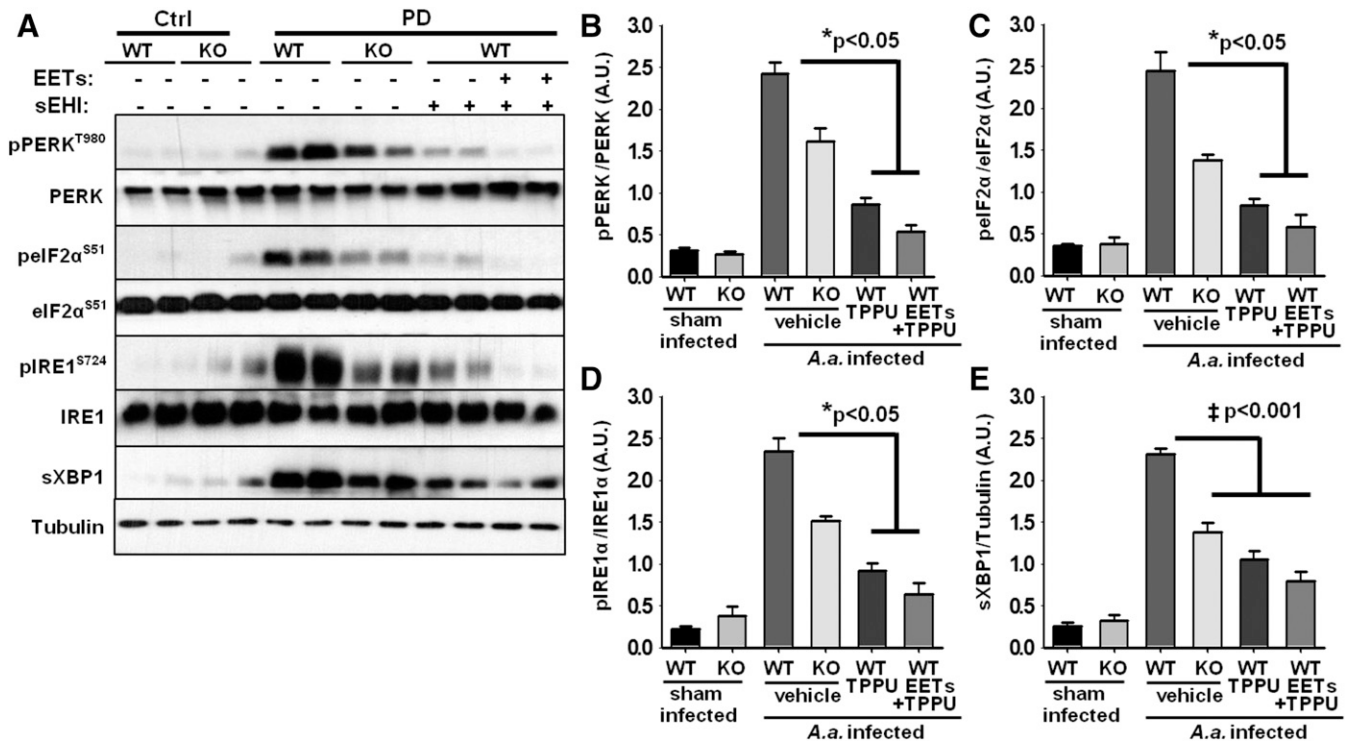 A
Ctrl PD
WT KO WT KO WT
EETs: - - - - - - - - - - + +
sEHI: - - - - - - - - + + + +
pPERKT980
PERK
peIF2αS51
eIF2αS51
pIRE1S724
IRE1
sXBP1
Tubulin
B
*p<0.05
pPERK/PERK (A.U.)
3.0
2.5
2.0
1.5
1.0
0.5
0.0
WT KO WT KO WT WT
TPPU EETs
+TPPU
sham
infected
vehicle
A.a. infected
C
*p<0.05
peIF2α/eIF2α (A.U.)
3.0
2.5
2.0
1.5
1.0
0.5
0.0
WT KO WT KO WT WT
TPPU EETs
+TPPU
sham
infected
vehicle
A.a. infected
D
*p<0.05
pIRE1α/IRE1α (A.U.)
3.0
2.5
2.0
1.5
1.0
0.5
0.0
WT KO WT KO WT WT
TPPU EETs
+TPPU
sham
infected
vehicle
A.a. infected
E
‡ p<0.001
sXBP1/Tubulin (A.U.)
3.0
2.5
2.0
1.5
1.0
0.5
0.0
WT KO WT KO WT WT
TPPU EETs
+TPPU
sham
infected
vehicle
A.a. infected